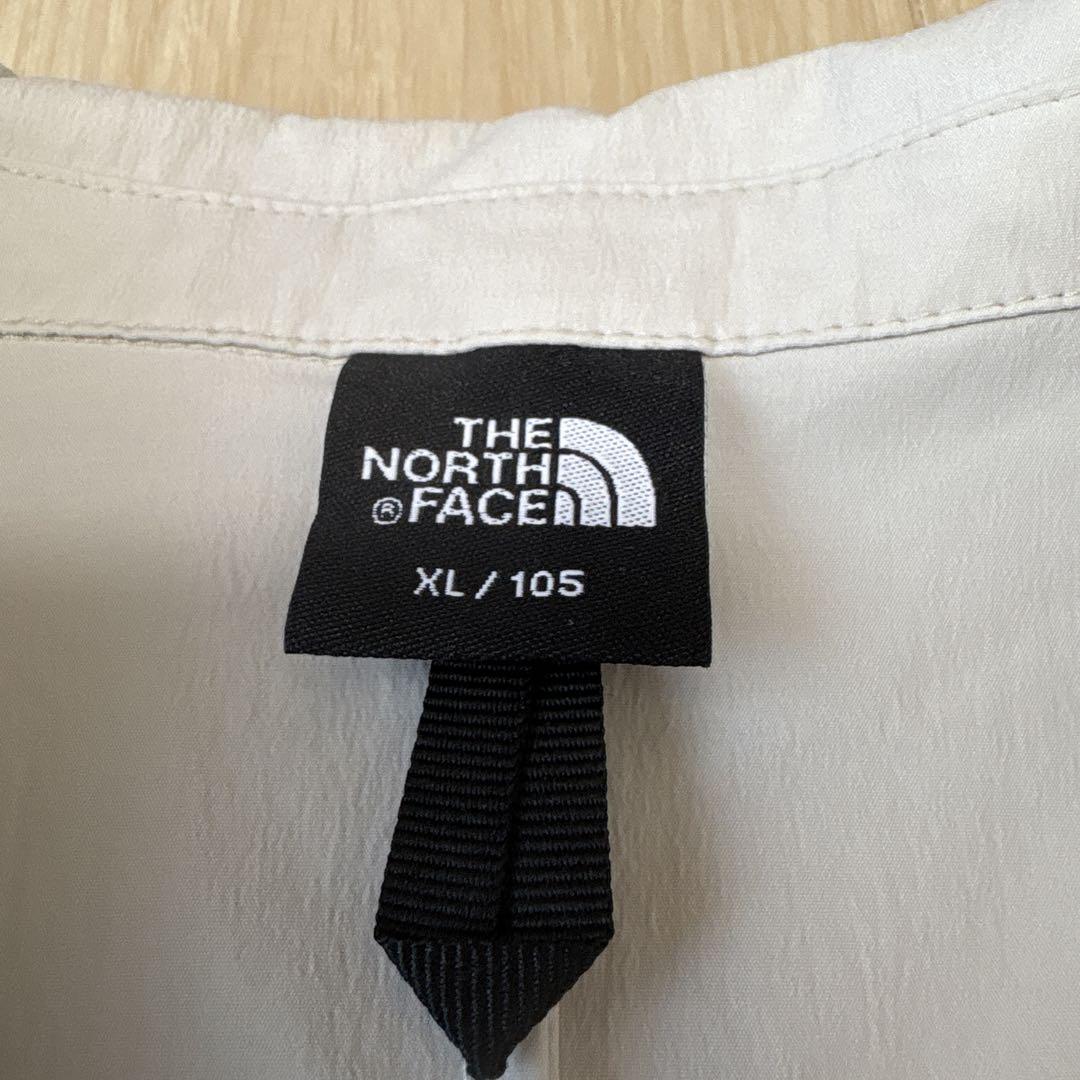 THE
NORTH
® FACE
XL / 105